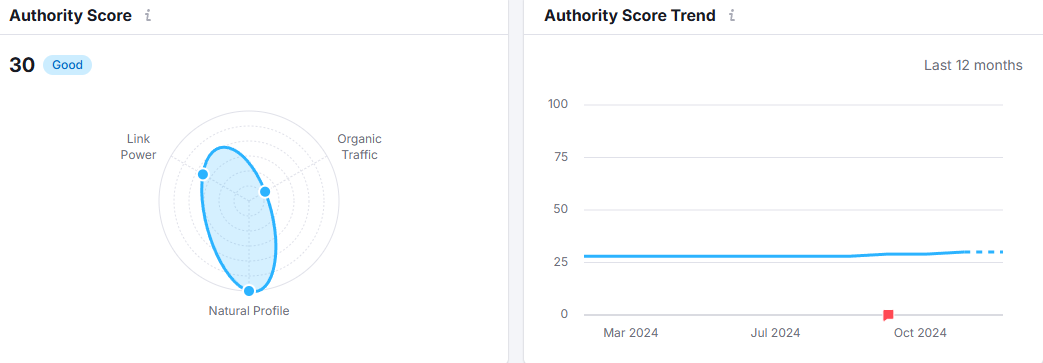 Authority Score i
30 Good
Link
Power
Organic
Traffic
Natural Profile
Authority Score Trend i
Last 12 months
100
75
50
25
0
Mar 2024
Jul 2024
Oct 2024